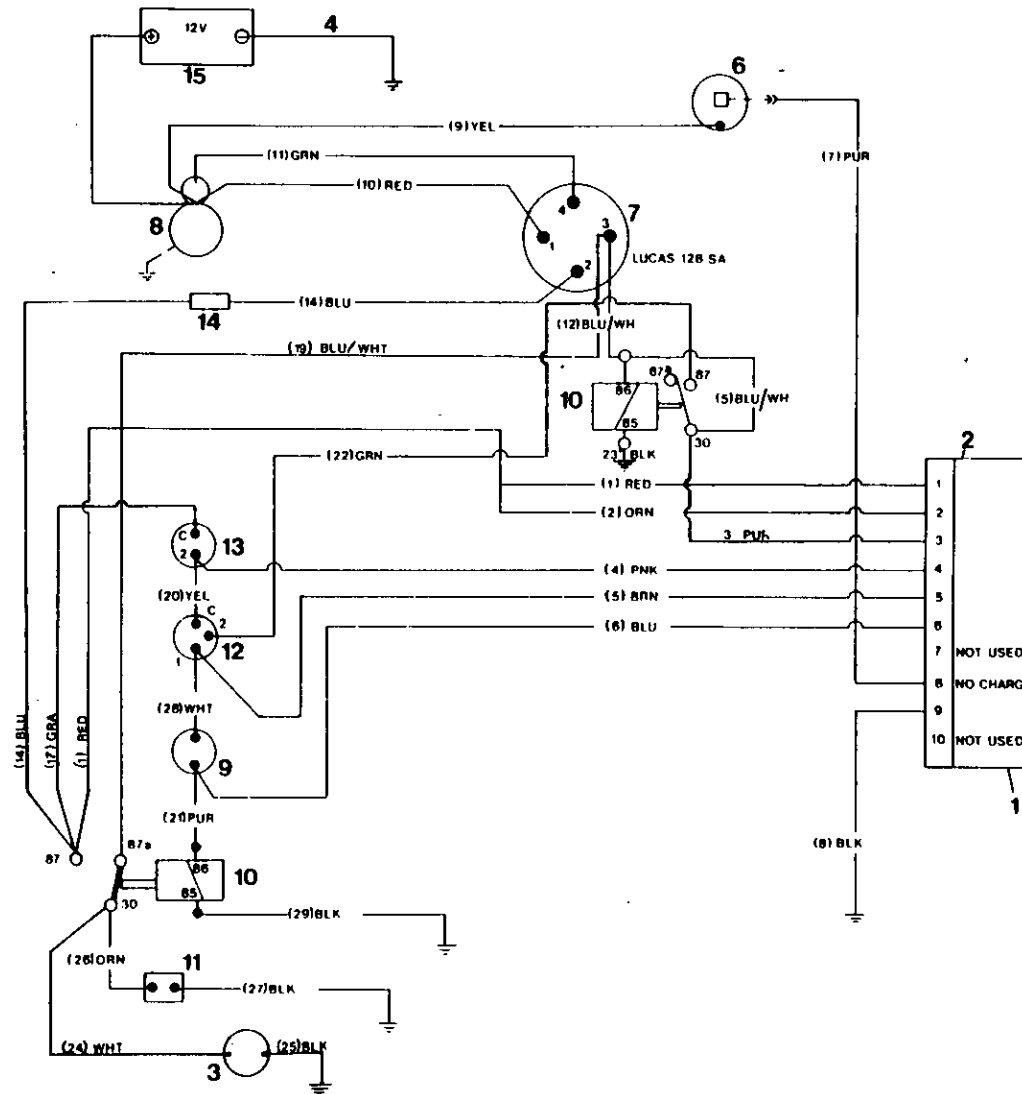 12V
4
15
6
(9) YEL
(7) PUR
(11) GRN
(10) RED
8
4
3
7
1
2
LUCAS 128 SA
(14) BLU
14
(12) BLU/WH
(19) BLU/WHT
86
87a
87
10
(5) BLU/WH
85
30
(22) GRN
23 BLK
2
(1) RED
1
(2) ORN
2
C
13
3 PUR
3
2
(4) PNK
4
(20) YEL
C
(5) BRN
5
2
(6) BLU
6
12
1
7 NOT USED
8 NO CHARG
(28) WHT
9
(14) BLU
(17) GRA
(1) RED
10 NOT USED
9
1
(21) PUR
(8) BLK
87
87a
86
10
85
30
(29) BLK
(26) ORN
11
(27) BLK
(24) WHT
(25) BLK
3